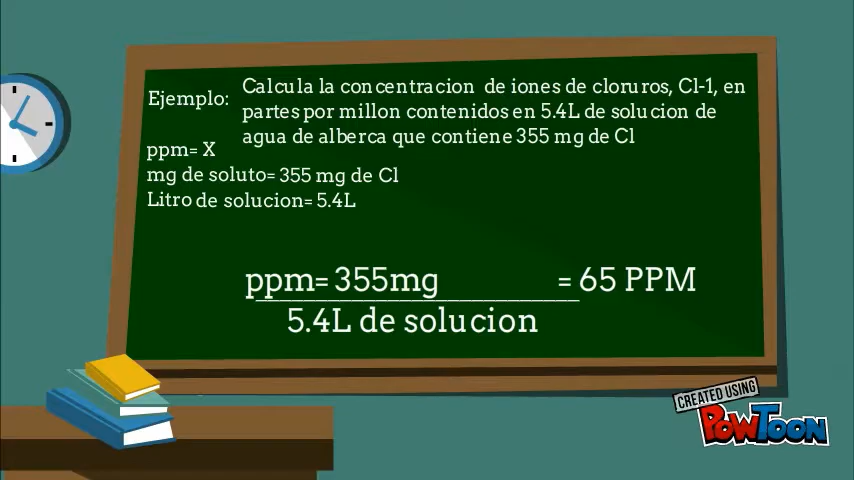 Ejemplo: Calcula la concentracion de iones de cloruros, Cl-1, en
partes por millon contenidos en 5.4L de solucion de
agua de alberca que contiene 355 mg de Cl
ppm= X
mg de soluto= 355 mg de Cl
Litro de solucion= 5.4L
ppm= 355mg = 65 PPM
5.4L de solucion
CREATED USING
POWTOON